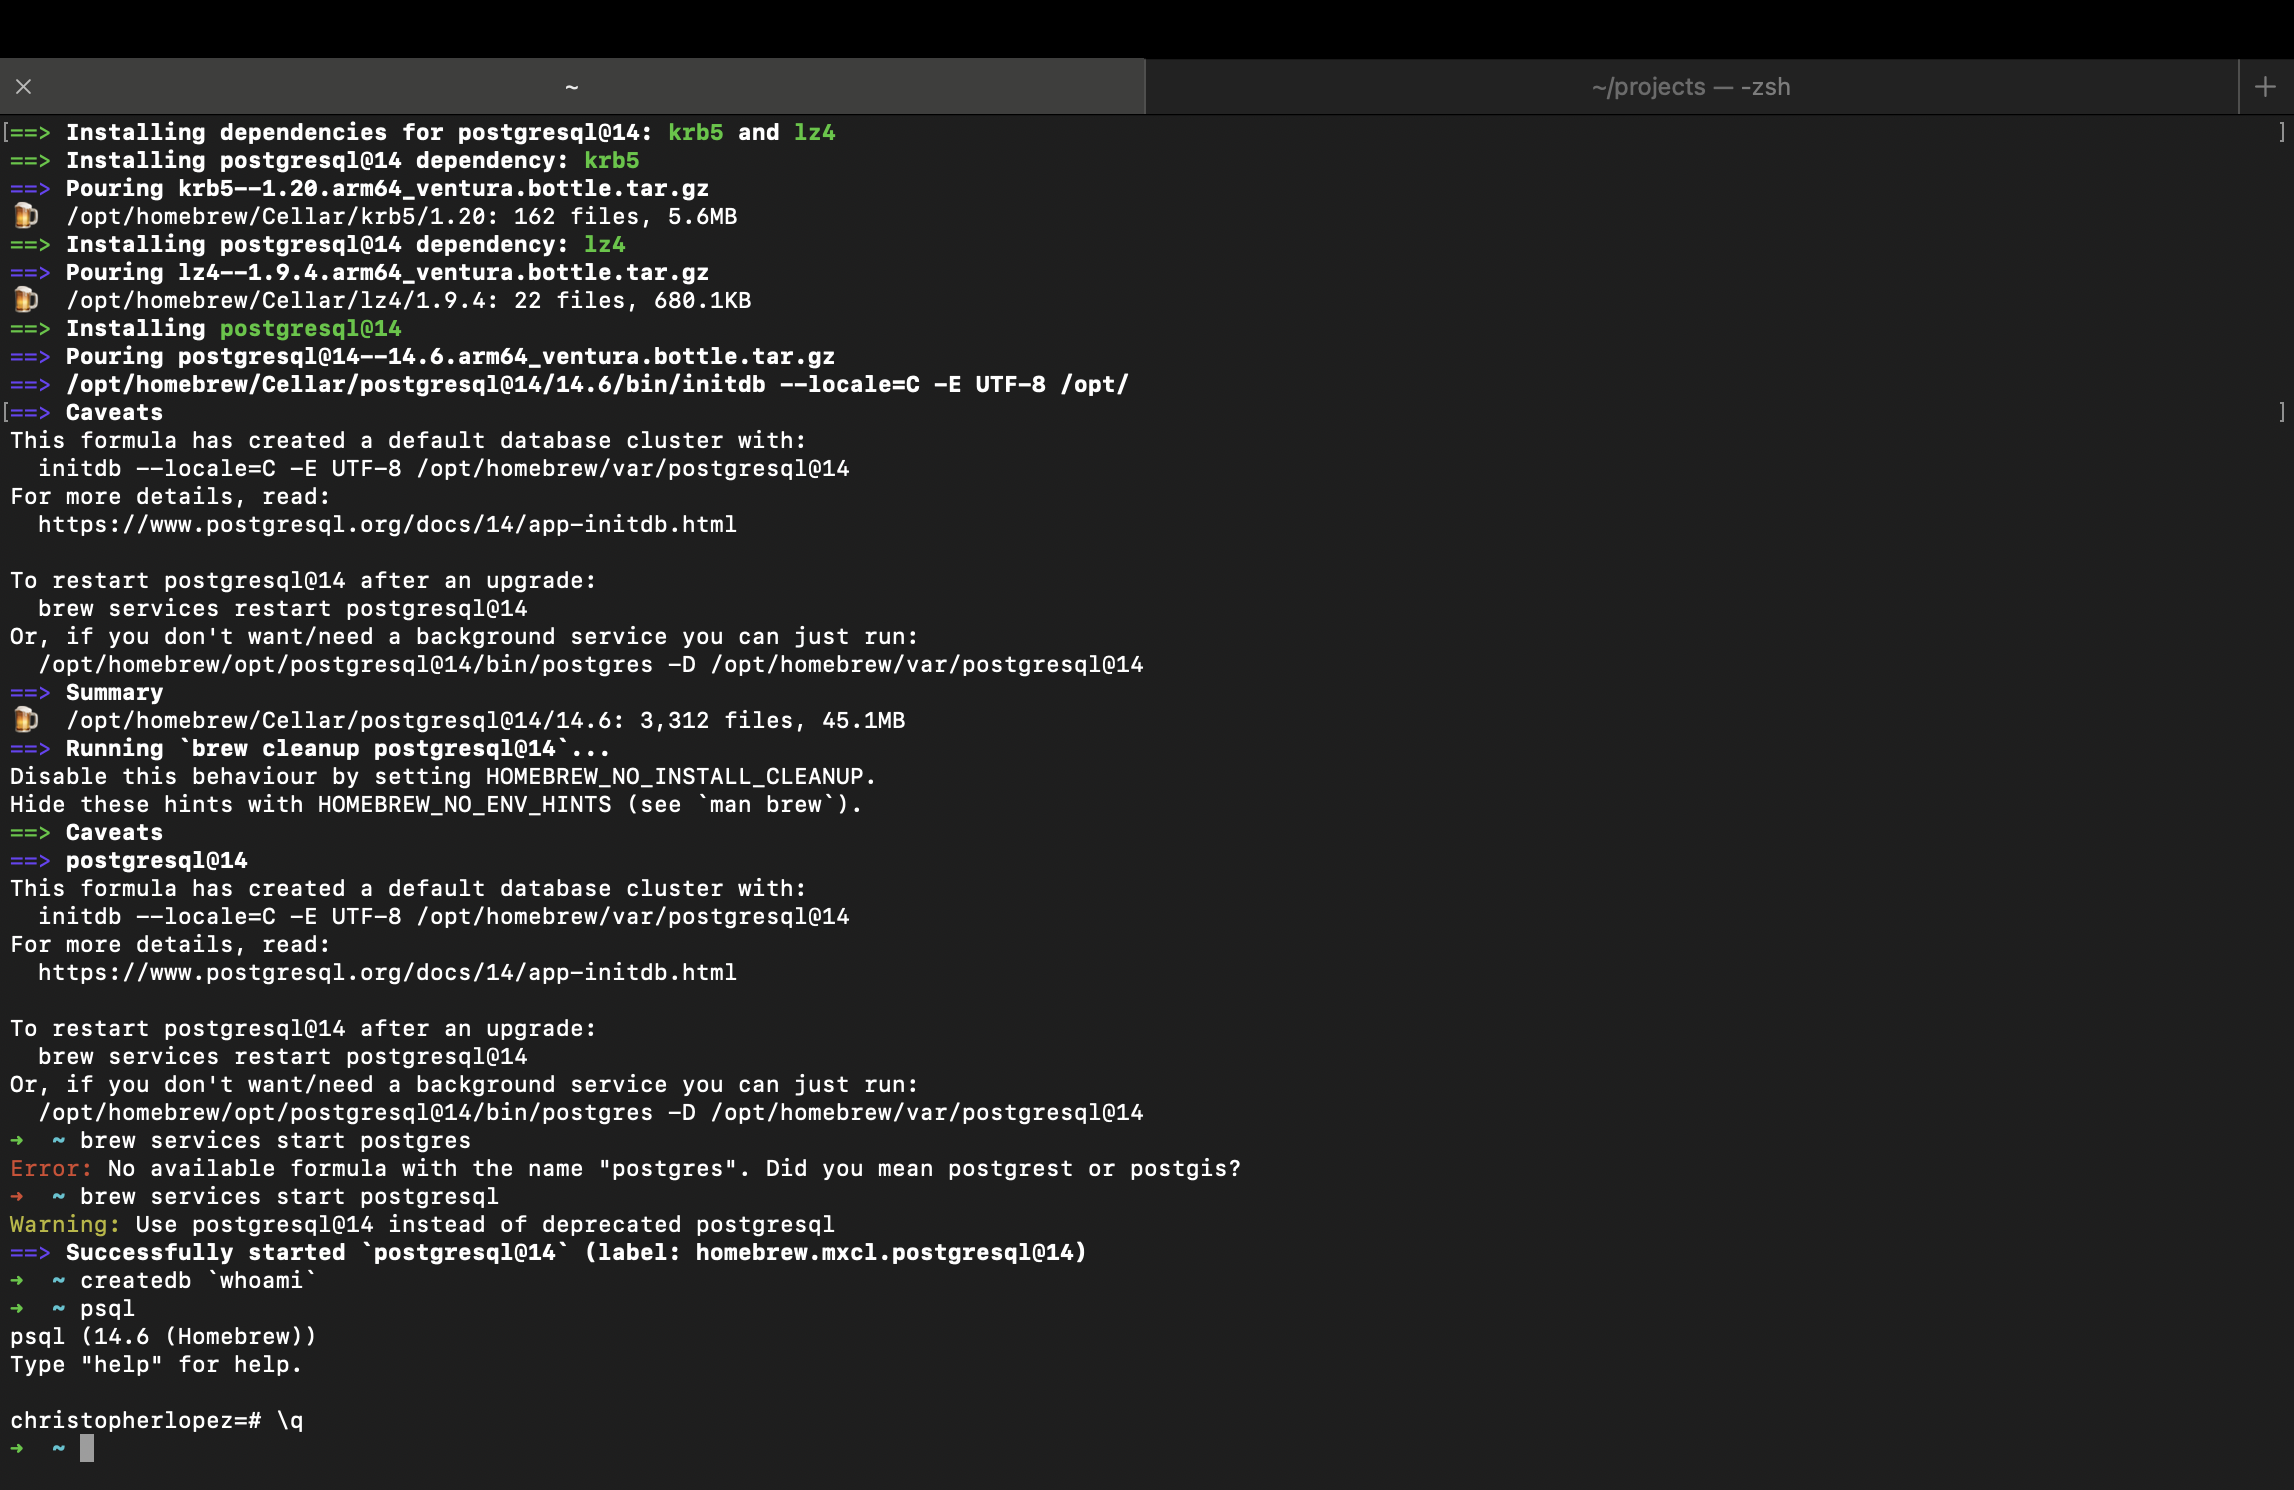 ~
~/projects — -zsh
==> Installing dependencies for postgresql@14: krb5 and lz4
==> Installing postgresql@14 dependency: krb5
==> Pouring krb5--1.20.arm64_ventura.bottle.tar.gz
🍺  /opt/homebrew/Cellar/krb5/1.20: 162 files, 5.6MB
==> Installing postgresql@14 dependency: lz4
==> Pouring lz4--1.9.4.arm64_ventura.bottle.tar.gz
🍺  /opt/homebrew/Cellar/lz4/1.9.4: 22 files, 680.1KB
==> Installing postgresql@14
==> Pouring postgresql@14--14.6.arm64_ventura.bottle.tar.gz
==> /opt/homebrew/Cellar/postgresql@14/14.6/bin/initdb --locale=C -E UTF-8 /opt/
==> Caveats
This formula has created a default database cluster with:
  initdb --locale=C -E UTF-8 /opt/homebrew/var/postgresql@14
For more details, read:
  https://www.postgresql.org/docs/14/app-initdb.html

To restart postgresql@14 after an upgrade:
  brew services restart postgresql@14
Or, if you don't want/need a background service you can just run:
  /opt/homebrew/opt/postgresql@14/bin/postgres -D /opt/homebrew/var/postgresql@14
==> Summary
🍺  /opt/homebrew/Cellar/postgresql@14/14.6: 3,312 files, 45.1MB
==> Running `brew cleanup postgresql@14`...
Disable this behaviour by setting HOMEBREW_NO_INSTALL_CLEANUP.
Hide these hints with HOMEBREW_NO_ENV_HINTS (see `man brew`).
==> Caveats
==> postgresql@14
This formula has created a default database cluster with:
  initdb --locale=C -E UTF-8 /opt/homebrew/var/postgresql@14
For more details, read:
  https://www.postgresql.org/docs/14/app-initdb.html

To restart postgresql@14 after an upgrade:
  brew services restart postgresql@14
Or, if you don't want/need a background service you can just run:
  /opt/homebrew/opt/postgresql@14/bin/postgres -D /opt/homebrew/var/postgresql@14
➜  ~ brew services start postgres
Error: No available formula with the name "postgres". Did you mean postgrest or postgis?
➜  ~ brew services start postgresql
Warning: Use postgresql@14 instead of deprecated postgresql
==> Successfully started `postgresql@14` (label: homebrew.mxcl.postgresql@14)
➜  ~ createdb `whoami`
➜  ~ psql
psql (14.6 (Homebrew))
Type "help" for help.

christopherlopez=# \q
➜  ~